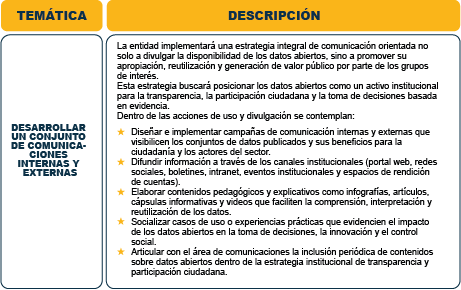 TEMÁTICA
DESCRIPCIÓN
DESARROLLAR
UN CONJUNTO
DE COMUNICA-
CIONES
INTERNAS Y
EXTERNAS
La entidad implementará una estrategia integral de comunicación orientada no
solo a divulgar la disponibilidad de los datos abiertos, sino a promover su
apropiación, reutilización y generación de valor público por parte de los grupos
de interés.
Esta estrategia buscará posicionar los datos abiertos como un activo institucional
para la transparencia, la participación ciudadana y la toma de decisiones basada
en evidencia.
Dentro de las acciones de uso y divulgación se contemplan:
★ Diseñar e implementar campañas de comunicación internas y externas que
visibilicen los conjuntos de datos publicados y sus beneficios para la
ciudadanía y los actores del sector.
★ Difundir información a través de los canales institucionales (portal web, redes
sociales, boletines, intranet, eventos institucionales y espacios de rendición
de cuentas).
★ Elaborar contenidos pedagógicos y explicativos como infografías, artículos,
cápsulas informativas y videos que faciliten la comprensión, interpretación y
reutilización de los datos.
★ Socializar casos de uso o experiencias prácticas que evidencien el impacto
de los datos abiertos en la toma de decisiones, la innovación y el control
social.
★ Articular con el área de comunicaciones la inclusión periódica de contenidos
sobre datos abiertos dentro de la estrategia institucional de transparencia y
participación ciudadana.